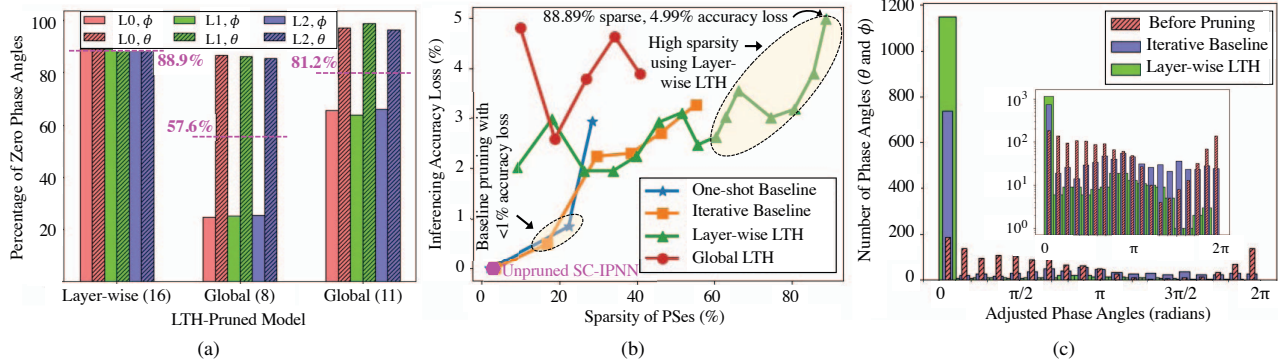 L0, ϕ L1, ϕ L2, ϕ
L0, θ L1, θ L2, θ
Percentage of Zero Phase Angles
100
80
60
40
20
88.9%
57.6%
81.2%
Layer-wise (16) Global (8) Global (11)
LTH-Pruned Model
(a)
Inferencing Accuracy Loss (%)
5
4
3
2
1
0
88.89% sparse, 4.99% accuracy loss
High sparsity
using Layer-
wise LTH
Baseline pruning with
<1% accuracy loss
One-shot Baseline
Iterative Baseline
Layer-wise LTH
Global LTH
Unpruned SC-IPNN
0 20 40 60 80
Sparsity of PSes (%)
(b)
Number of Phase Angles (θ and ϕ)
1200
1000
800
600
400
200
0
Before Pruning
Iterative Baseline
Layer-wise LTH
10³
10²
10¹
10⁰
0 π 2π
0 π/2 π 3π/2 2π
Adjusted Phase Angles (radians)
(c)